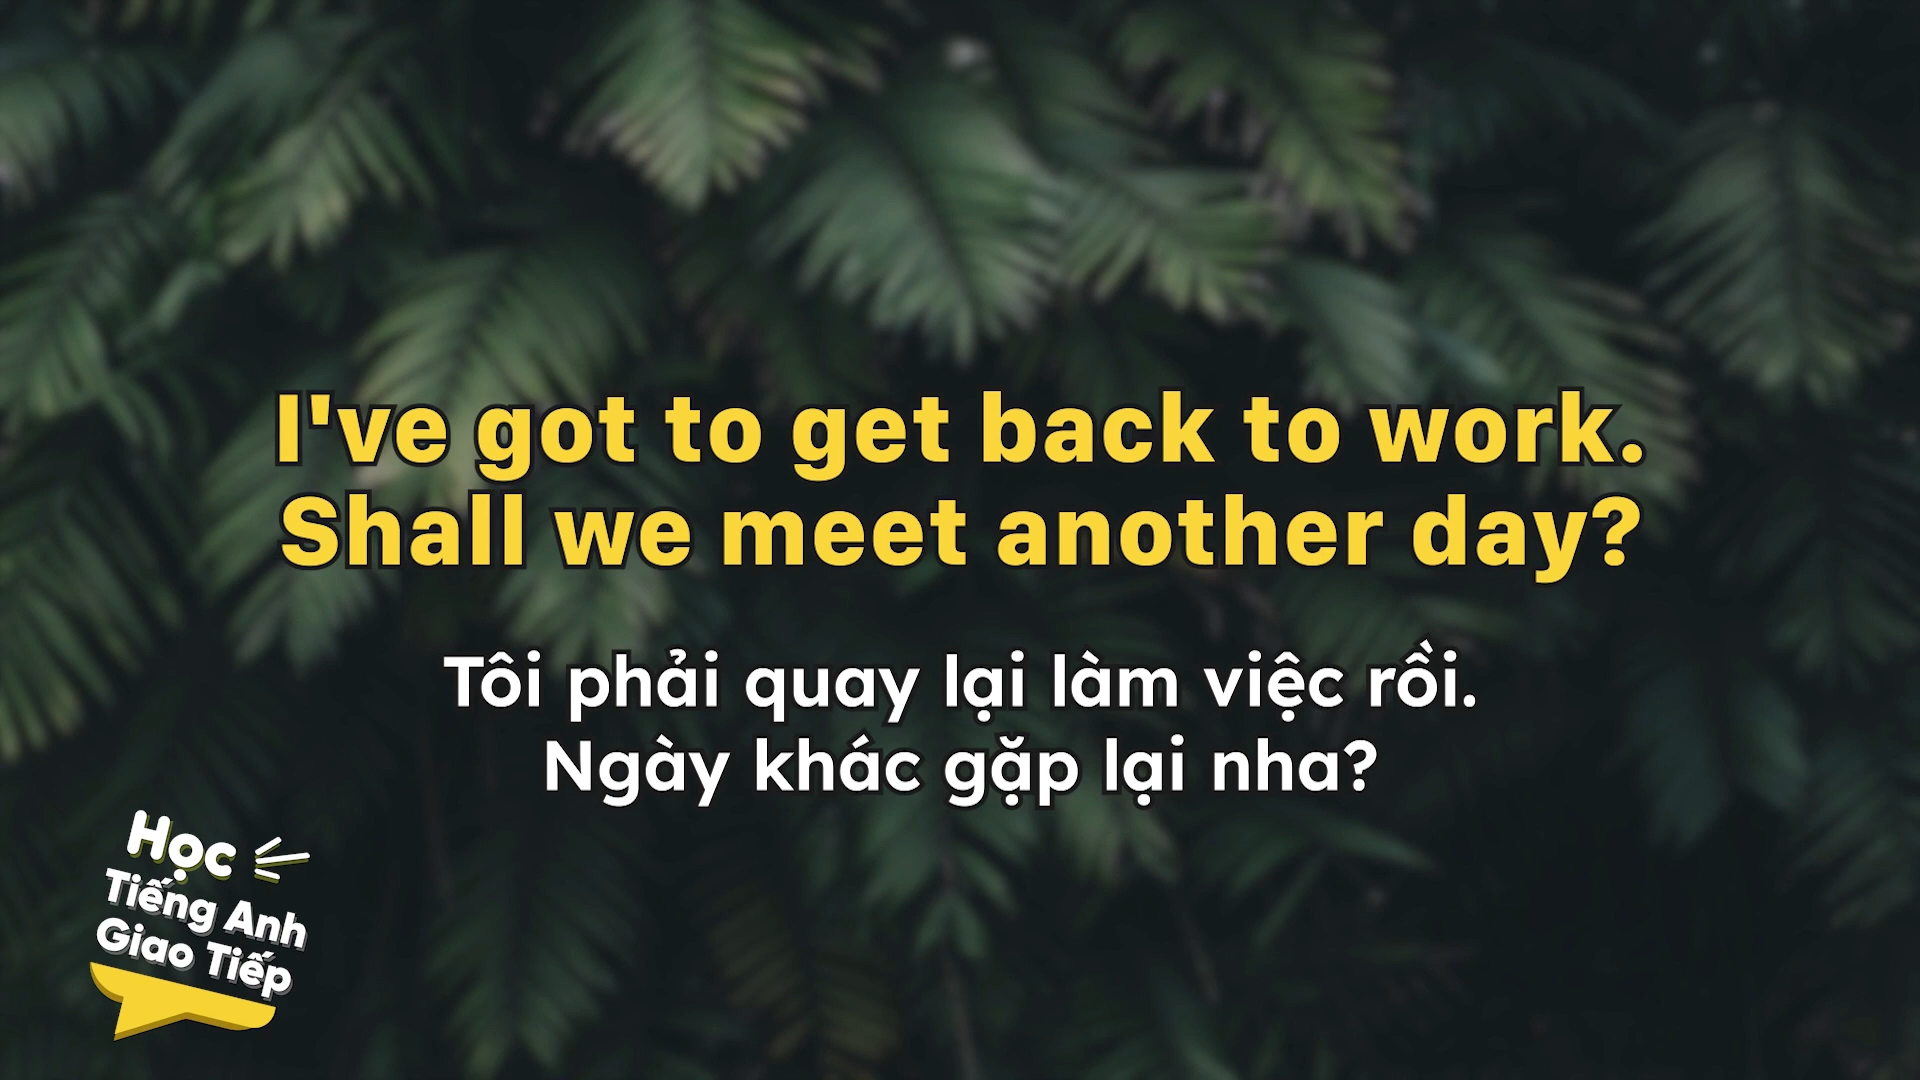 I've got to get back to work.
Shall we meet another day?
Tôi phải quay lại làm việc rồi.
Ngày khác gặp lại nha?
Học
Tiếng Anh
Giao Tiếp